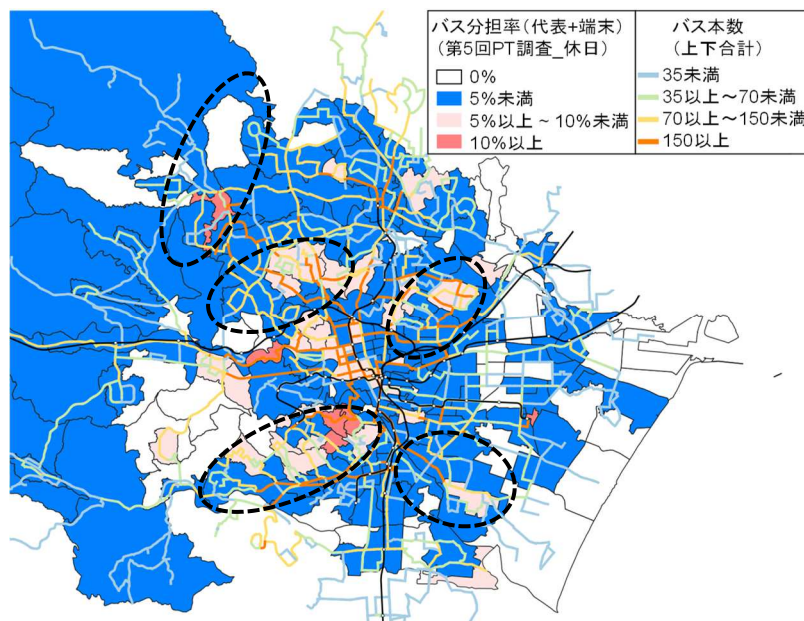 バス分担率(代表+端末)
(第5回PT調査_休日)
0%
5%未満
5%以上~10%未満
10%以上
バス本数
(上下合計)
35未満
35以上~70未満
70以上~150未満
150以上